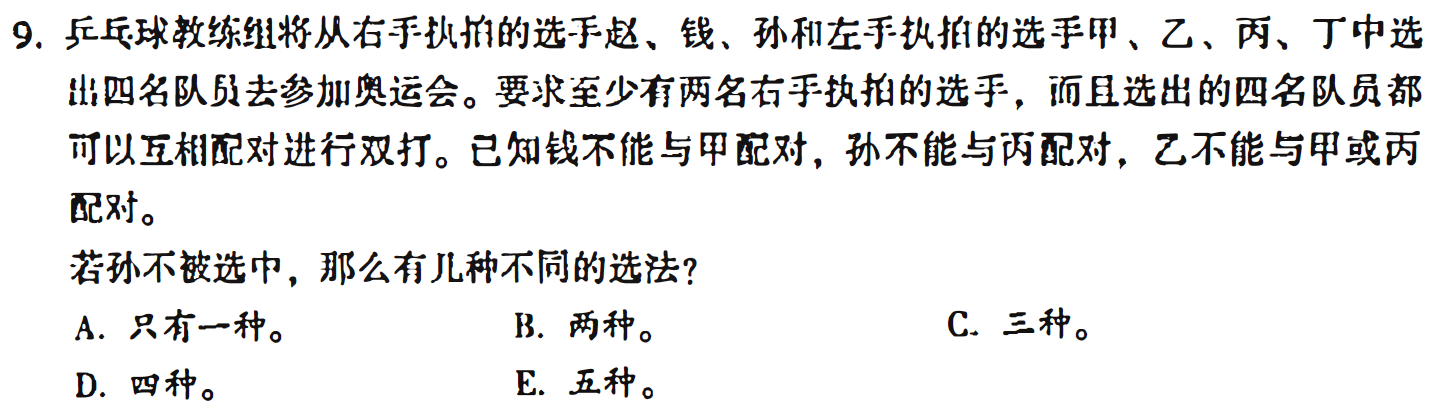 9. 乒乓球教练组将从右手执拍的选手赵、钱、孙和左手执拍的选手甲、乙、丙、丁中选
出四名队员去参加奥运会。要求至少有两名右手执拍的选手，而且选出的四名队员都
可以互相配对进行双打。已知钱不能与甲配对，孙不能与丙配对，乙不能与甲或丙
配对。
若孙不被选中，那么有几种不同的选法？
A. 只有一种。 B. 两种。 C. 三种。
D. 四种。 E. 五种。